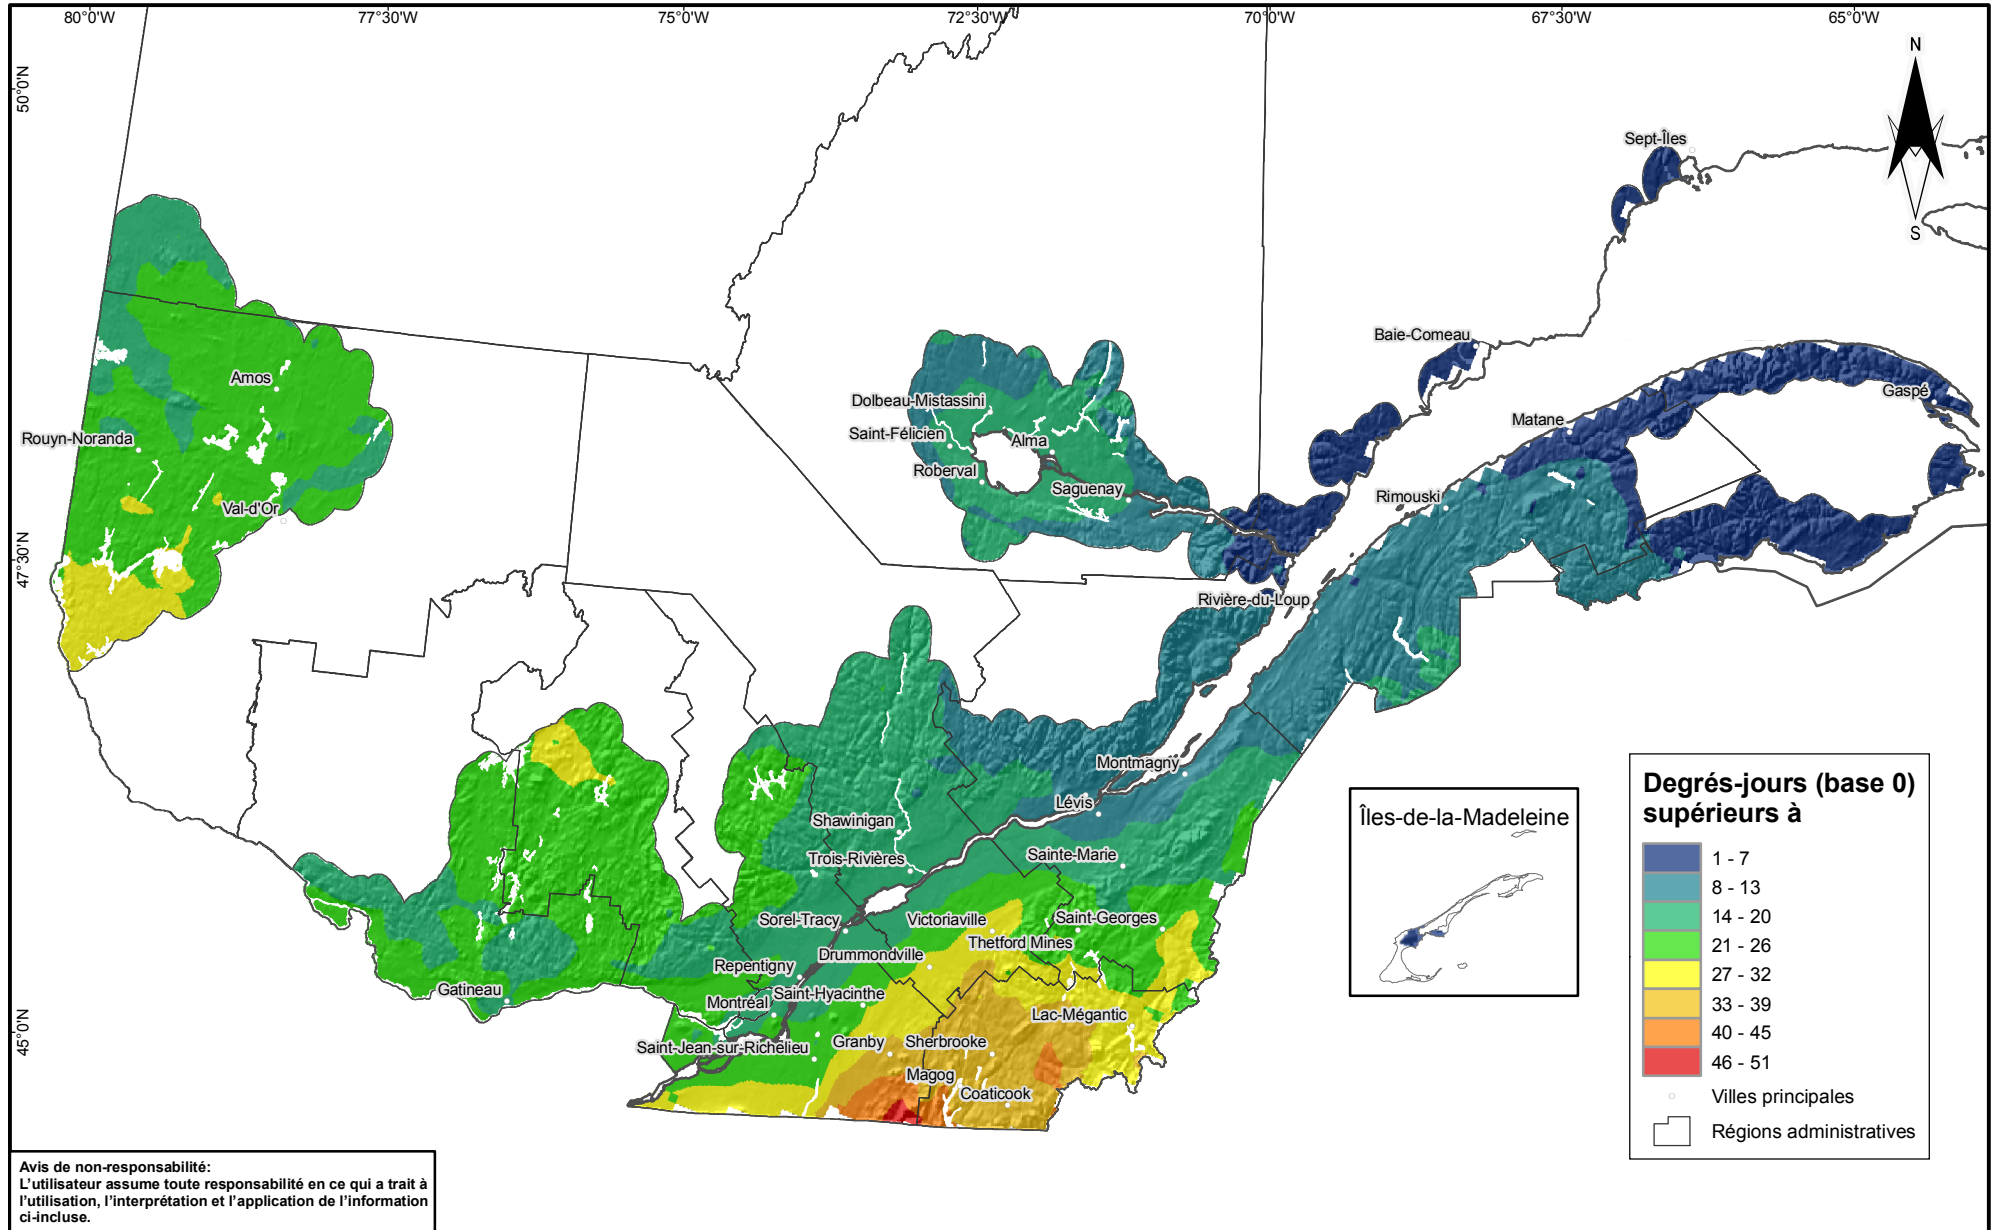 80°0'W
77°30'W
75°0'W
72°30'W
70°0'W
67°30'W
65°0'W
50°0'N
47°30'N
45°0'N
N
S
Sept-Îles
Baie-Comeau
Gaspé
Matane
Amos
Dolbeau-Mistassini
Saint-Félicien
Alma
Rouyn-Noranda
Roberval
Saguenay
Rimouski
Val-d'Or
Rivière-du-Loup
Montmagny
Lévis
Shawinigan
Trois-Rivières
Sainte-Marie
Sorel-Tracy
Victoriaville
Saint-Georges
Thetford Mines
Drummondville
Repentigny
Gatineau
Montréal
Saint-Hyacinthe
Lac-Mégantic
Saint-Jean-sur-Richelieu
Granby
Sherbrooke
Magog
Coaticook
Îles-de-la-Madeleine
Degrés-jours (base 0)
supérieurs à
1 - 7
8 - 13
14 - 20
21 - 26
27 - 32
33 - 39
40 - 45
46 - 51
Villes principales
Régions administratives
Avis de non-responsabilité:
L'utilisateur assume toute responsabilité en ce qui a trait à
l'utilisation, l'interprétation et l'application de l'information
ci-incluse.